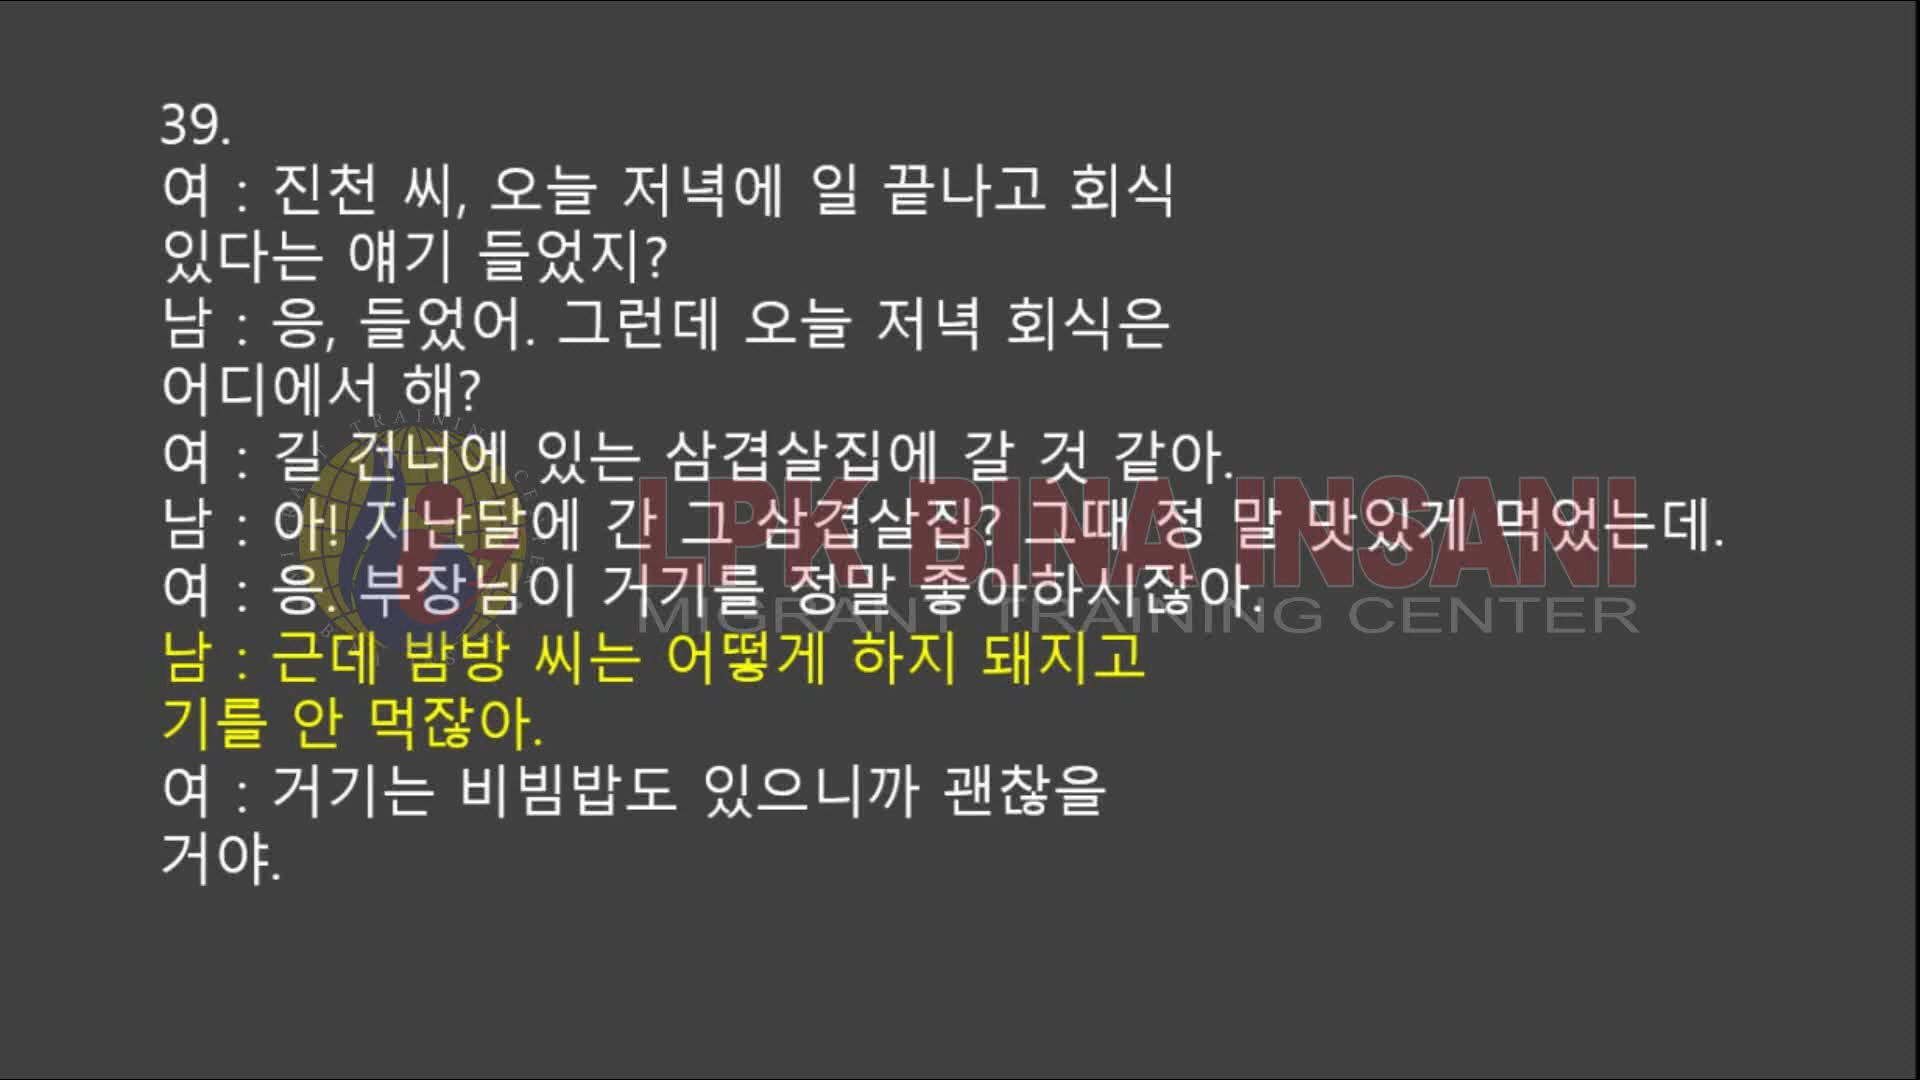 39.
여 : 진천 씨, 오늘 저녁에 일 끝나고 회식
있다는 얘기 들었지?
남 : 응, 들었어. 그런데 오늘 저녁 회식은
어디에서 해?
여 : 길 건너에 있는 삼겹살집에 갈 것 같아.
남 : 아! 지난달에 간 그 삼겹살집? 그때 정 말 맛있게 먹었는데.
여 : 응. 부장님이 거기를 정말 좋아하시잖아.
남 : 근데 밤방 씨는 어떻게 하지 돼지고
기를 안 먹잖아.
여 : 거기는 비빔밥도 있으니까 괜찮을
거야.
LPK BINA INSANI
MIGRANT TRAINING CENTER